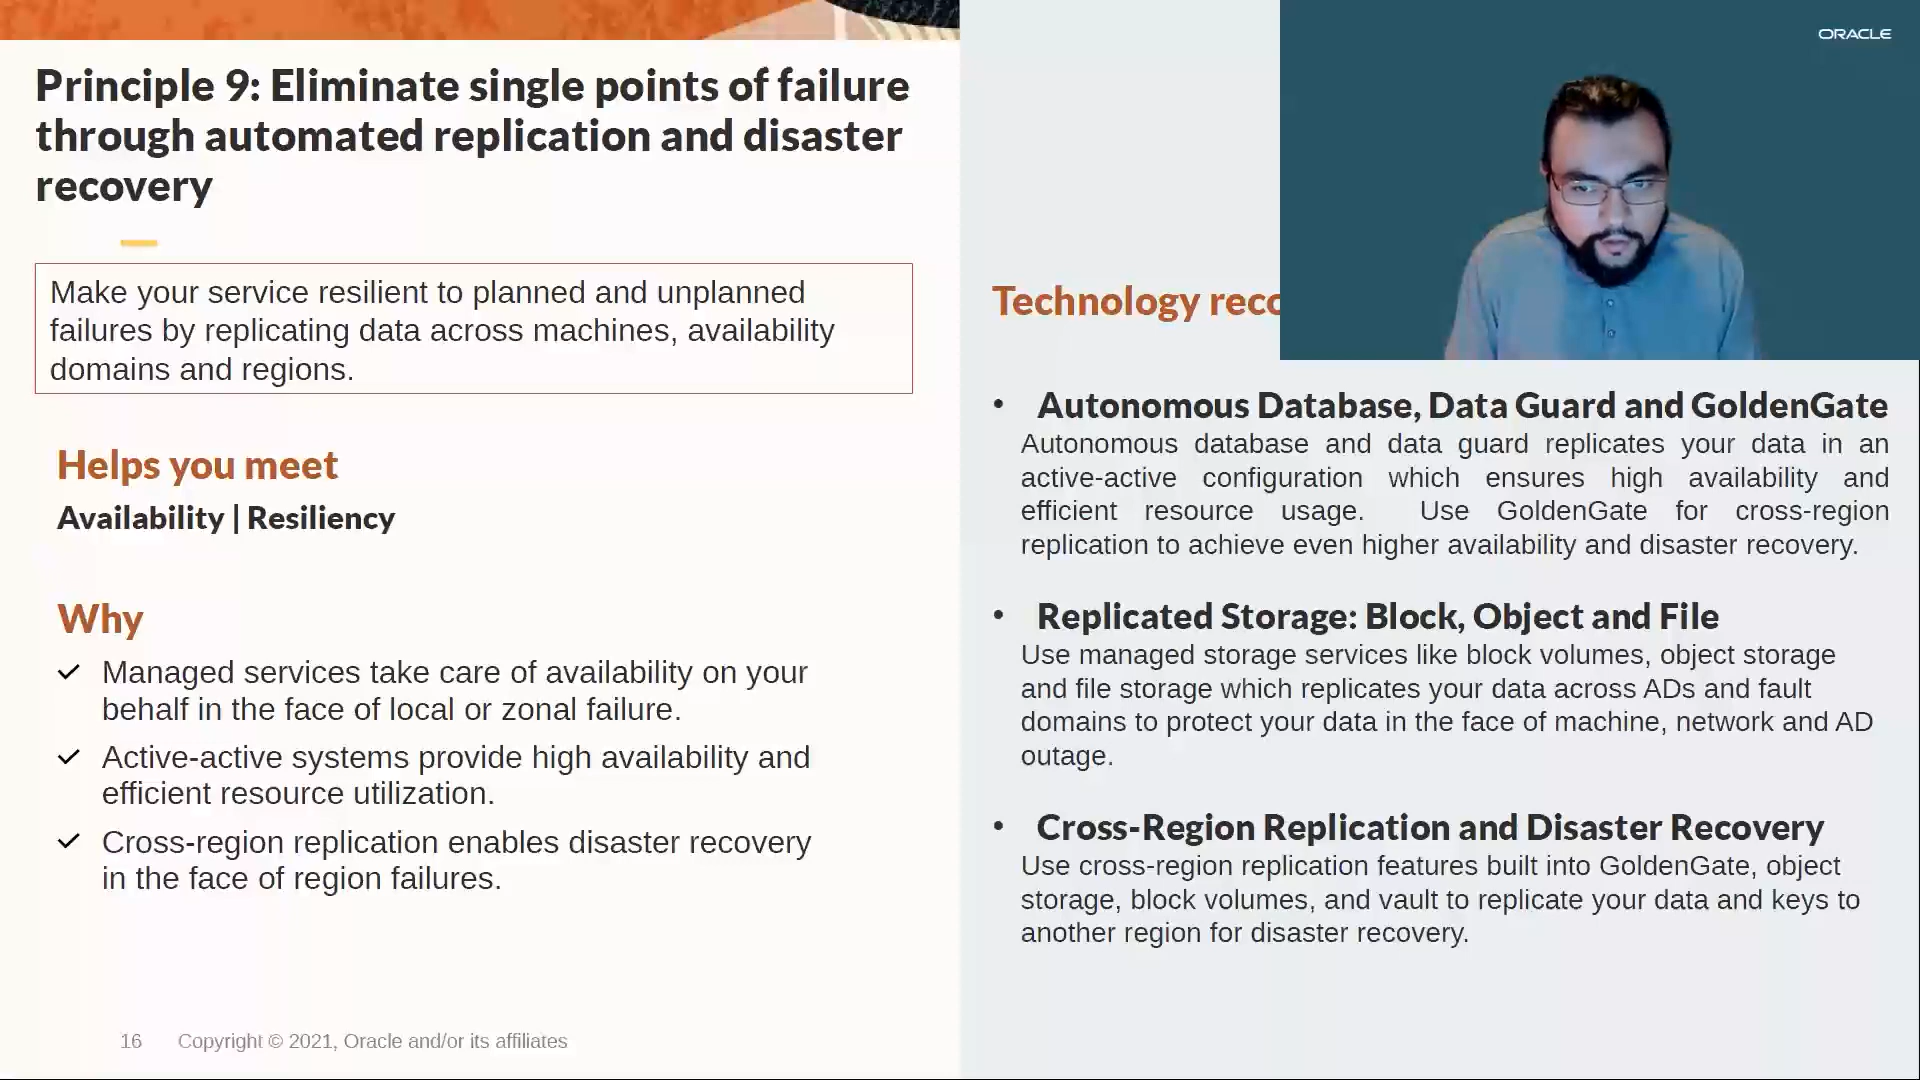 Principle 9: Eliminate single points of failure
through automated replication and disaster
recovery
Make your service resilient to planned and unplanned
failures by replicating data across machines, availability
domains and regions.
Helps you meet
Availability | Resiliency
Why
✓ Managed services take care of availability on your
behalf in the face of local or zonal failure.
✓ Active-active systems provide high availability and
efficient resource utilization.
✓ Cross-region replication enables disaster recovery
in the face of region failures.
16 Copyright © 2021, Oracle and/or its affiliates
ORACLE
Technology
• Autonomous Database, Data Guard and GoldenGate
Autonomous database and data guard replicates your data in an
active-active configuration which ensures high availability and
efficient resource usage. Use GoldenGate for cross-region
replication to achieve even higher availability and disaster recovery.
• Replicated Storage: Block, Object and File
Use managed storage services like block volumes, object storage
and file storage which replicates your data across ADs and fault
domains to protect your data in the face of machine, network and AD
outage.
• Cross-Region Replication and Disaster Recovery
Use cross-region replication features built into GoldenGate, object
storage, block volumes, and vault to replicate your data and keys to
another region for disaster recovery.